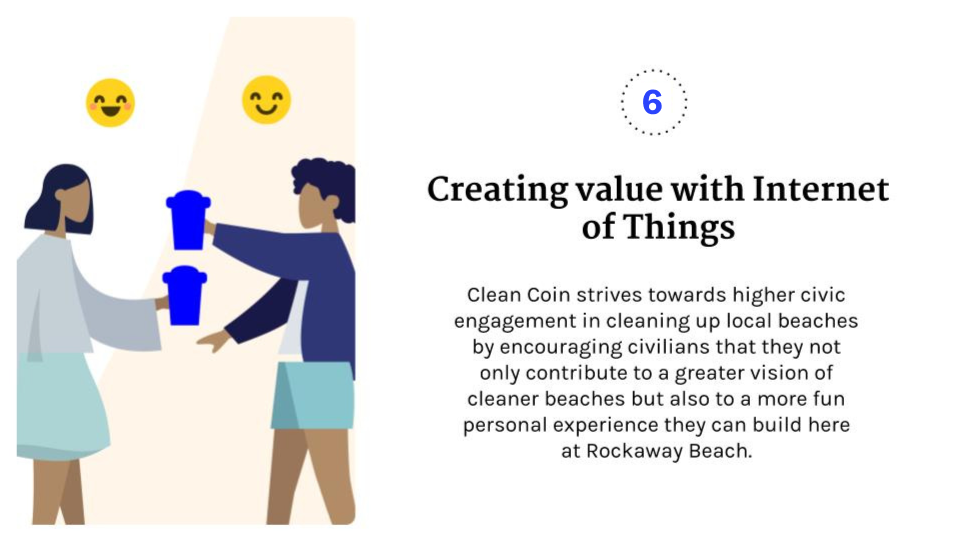 6
Creating value with Internet
of Things
Clean Coin strives towards higher civic
engagement in cleaning up local beaches
by encouraging civilians that they not
only contribute to a greater vision of
cleaner beaches but also to a more fun
personal experience they can build here
at Rockaway Beach.